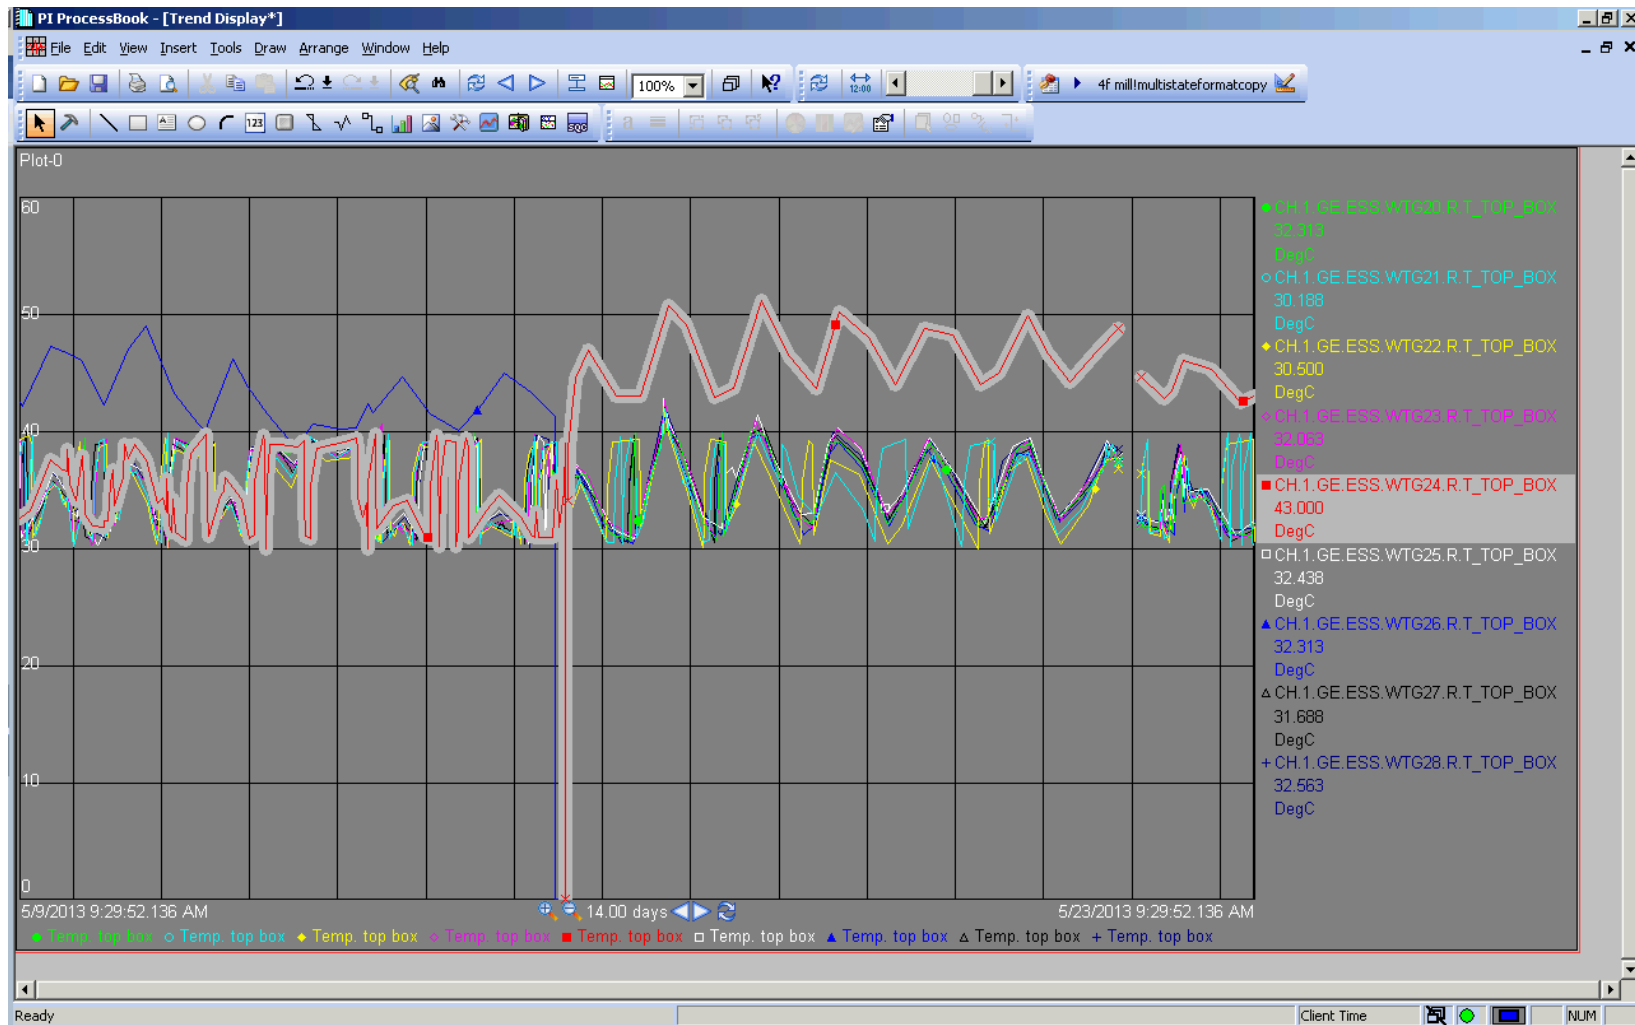 PI ProcessBook - [Trend Display*]
File Edit View Insert Tools Draw Arrange Window Help
100%
12:00
4f mill!multistateformatcopy
123
SQC
a
Plot-0
60
50
40
30
20
10
0
CH.1.GE.ESS.WTG20.R.T_TOP_BOX
32.313
DegC
CH.1.GE.ESS.WTG21.R.T_TOP_BOX
30.188
DegC
CH.1.GE.ESS.WTG22.R.T_TOP_BOX
30.500
DegC
CH.1.GE.ESS.WTG23.R.T_TOP_BOX
32.063
DegC
CH.1.GE.ESS.WTG24.R.T_TOP_BOX
43.000
DegC
CH.1.GE.ESS.WTG25.R.T_TOP_BOX
32.438
DegC
CH.1.GE.ESS.WTG26.R.T_TOP_BOX
32.313
DegC
CH.1.GE.ESS.WTG27.R.T_TOP_BOX
31.688
DegC
CH.1.GE.ESS.WTG28.R.T_TOP_BOX
32.563
DegC
5/9/2013 9:29:52.136 AM 14.00 days 5/23/2013 9:29:52.136 AM
Temp. top box Temp. top box Temp. top box Temp. top box Temp. top box Temp. top box Temp. top box Temp. top box Temp. top box
Ready Client Time NUM